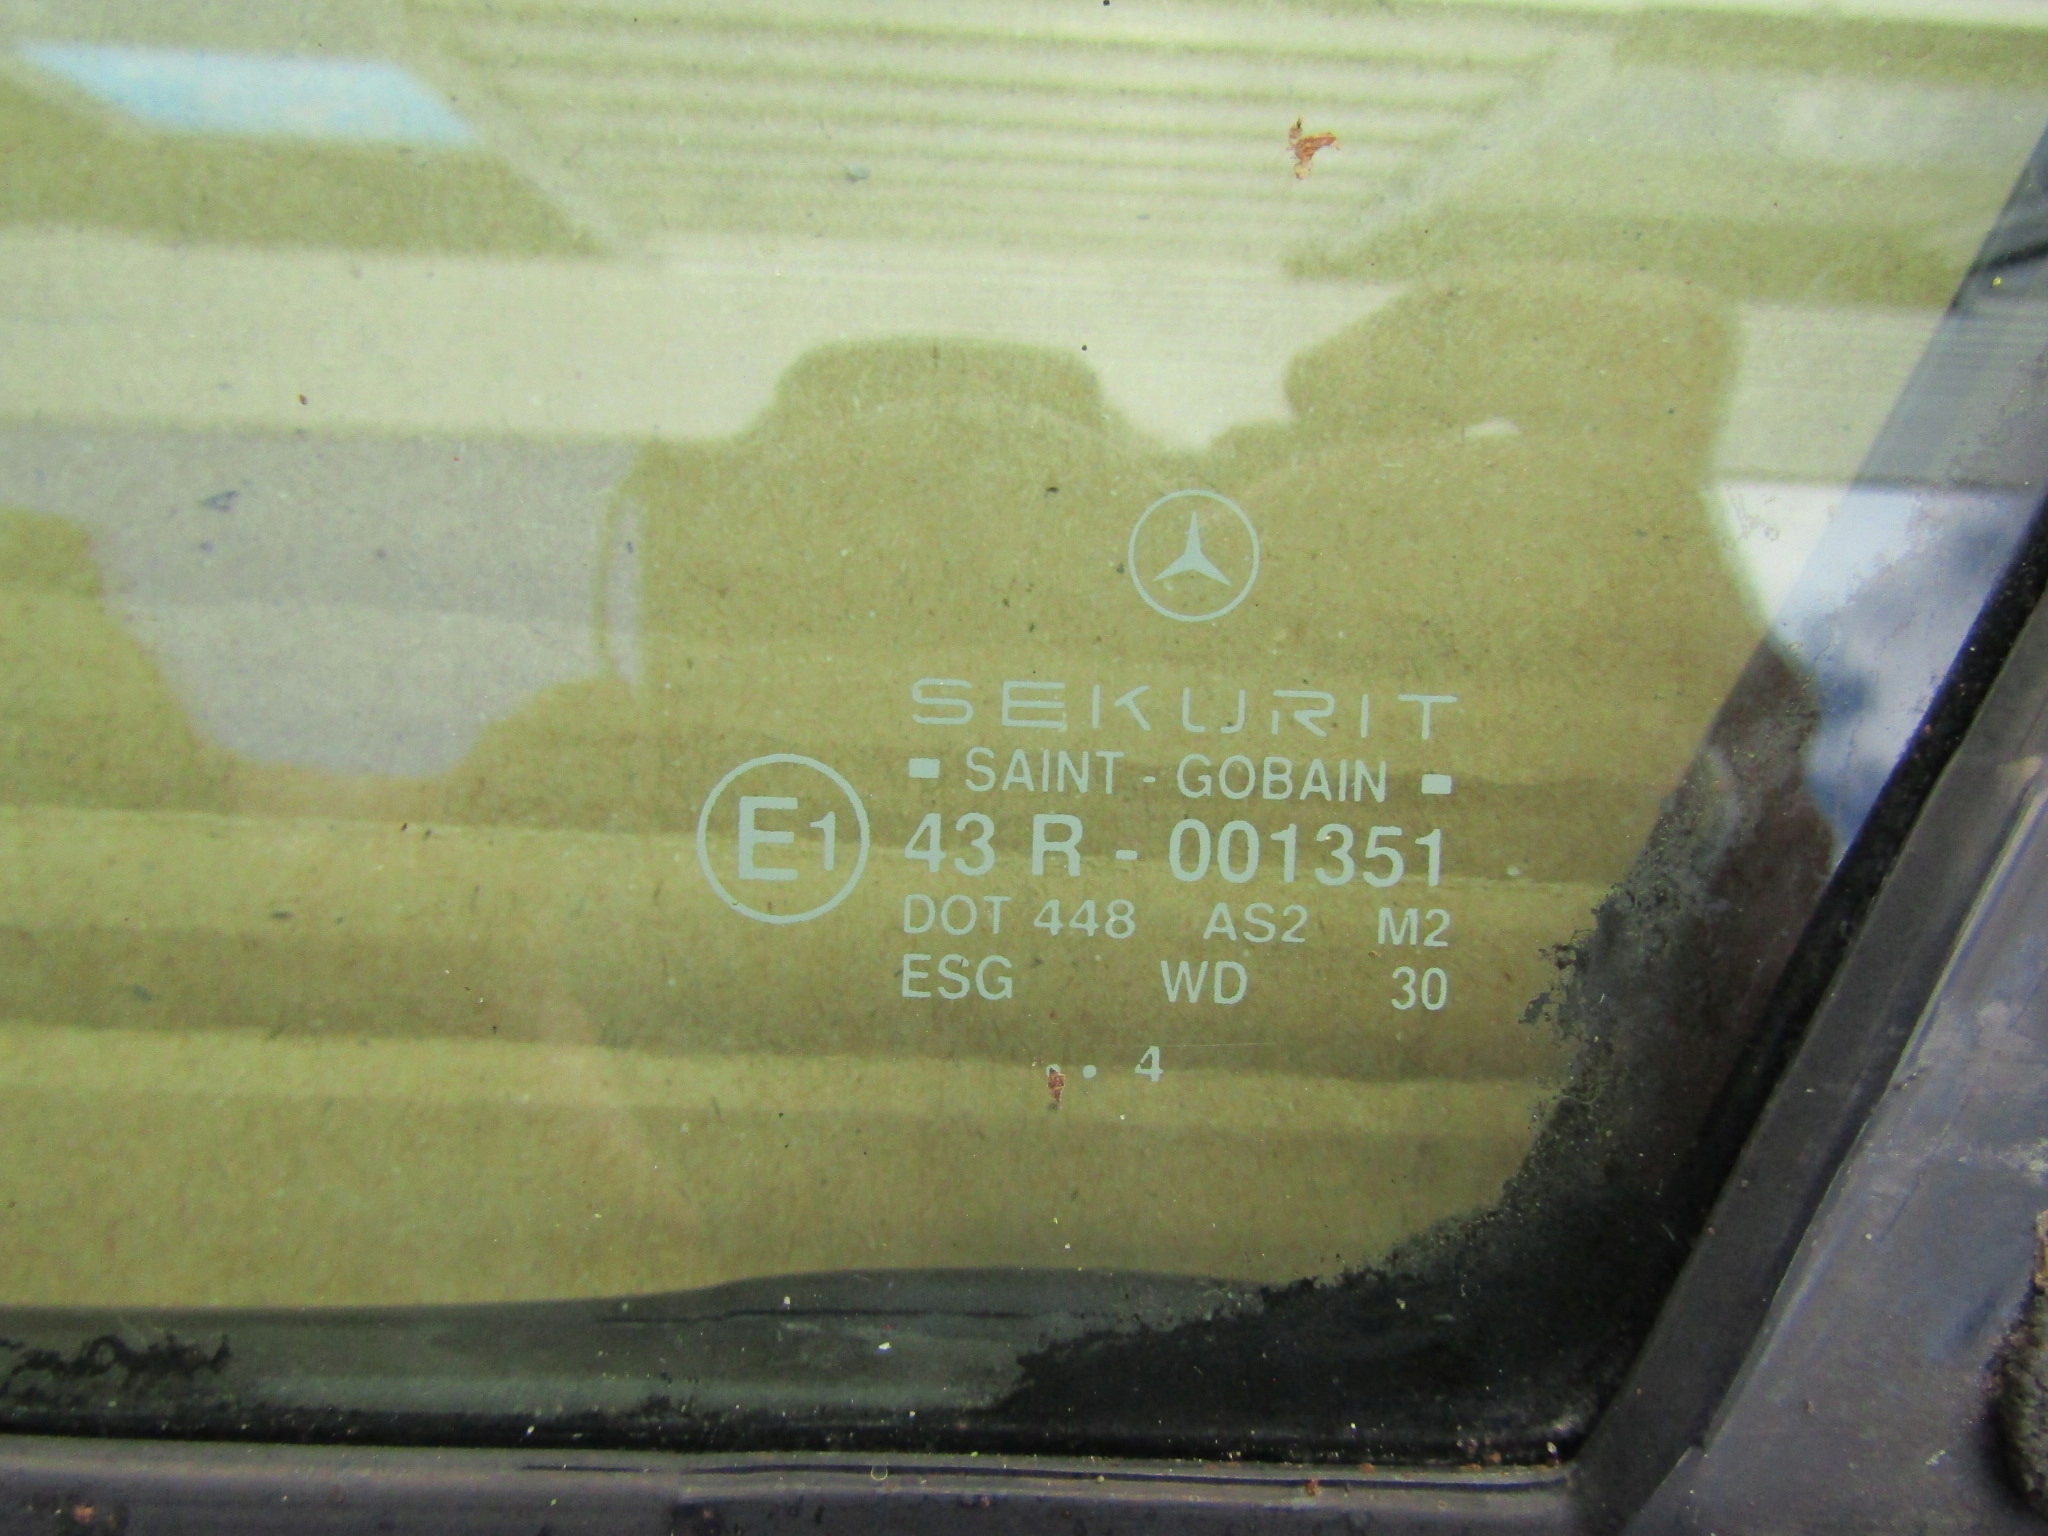 SEKURIT
▪ SAINT - GOBAIN ▪
E1 43 R - 001351
DOT 448 AS2 M2
ESG WD 30
. . 4